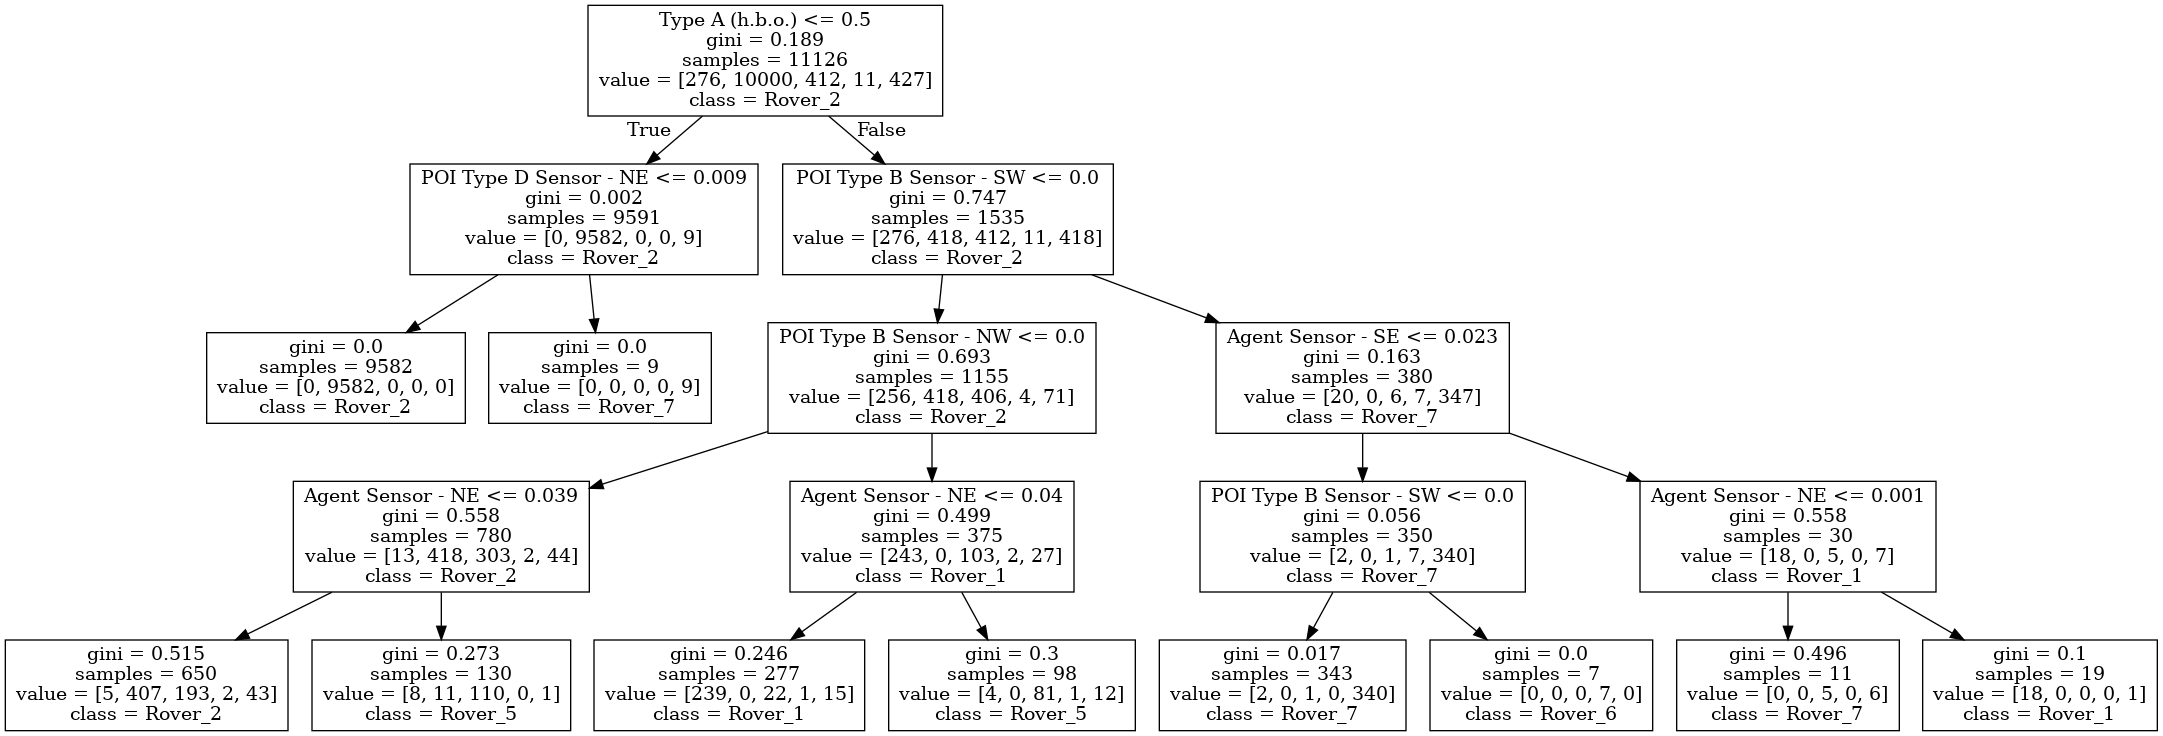 Type A (h.b.o.) <= 0.5
gini = 0.189
samples = 11126
value = [276, 10000, 412, 11, 427]
class = Rover_2
True
False
POI Type D Sensor - NE <= 0.009
gini = 0.002
samples = 9591
value = [0, 9582, 0, 0, 9]
class = Rover_2
POI Type B Sensor - SW <= 0.0
gini = 0.747
samples = 1535
value = [276, 418, 412, 11, 418]
class = Rover_2
gini = 0.0
samples = 9582
value = [0, 9582, 0, 0, 0]
class = Rover_2
gini = 0.0
samples = 9
value = [0, 0, 0, 0, 9]
class = Rover_7
POI Type B Sensor - NW <= 0.0
gini = 0.693
samples = 1155
value = [256, 418, 406, 4, 71]
class = Rover_2
Agent Sensor - SE <= 0.023
gini = 0.163
samples = 380
value = [20, 0, 6, 7, 347]
class = Rover_7
Agent Sensor - NE <= 0.039
gini = 0.558
samples = 780
value = [13, 418, 303, 2, 44]
class = Rover_2
Agent Sensor - NE <= 0.04
gini = 0.499
samples = 375
value = [243, 0, 103, 2, 27]
class = Rover_1
POI Type B Sensor - SW <= 0.0
gini = 0.056
samples = 350
value = [2, 0, 1, 7, 340]
class = Rover_7
Agent Sensor - NE <= 0.001
gini = 0.558
samples = 30
value = [18, 0, 5, 0, 7]
class = Rover_1
gini = 0.515
samples = 650
value = [5, 407, 193, 2, 43]
class = Rover_2
gini = 0.273
samples = 130
value = [8, 11, 110, 0, 1]
class = Rover_5
gini = 0.246
samples = 277
value = [239, 0, 22, 1, 15]
class = Rover_1
gini = 0.3
samples = 98
value = [4, 0, 81, 1, 12]
class = Rover_5
gini = 0.017
samples = 343
value = [2, 0, 1, 0, 340]
class = Rover_7
gini = 0.0
samples = 7
value = [0, 0, 0, 7, 0]
class = Rover_6
gini = 0.496
samples = 11
value = [0, 0, 5, 0, 6]
class = Rover_7
gini = 0.1
samples = 19
value = [18, 0, 0, 0, 1]
class = Rover_1